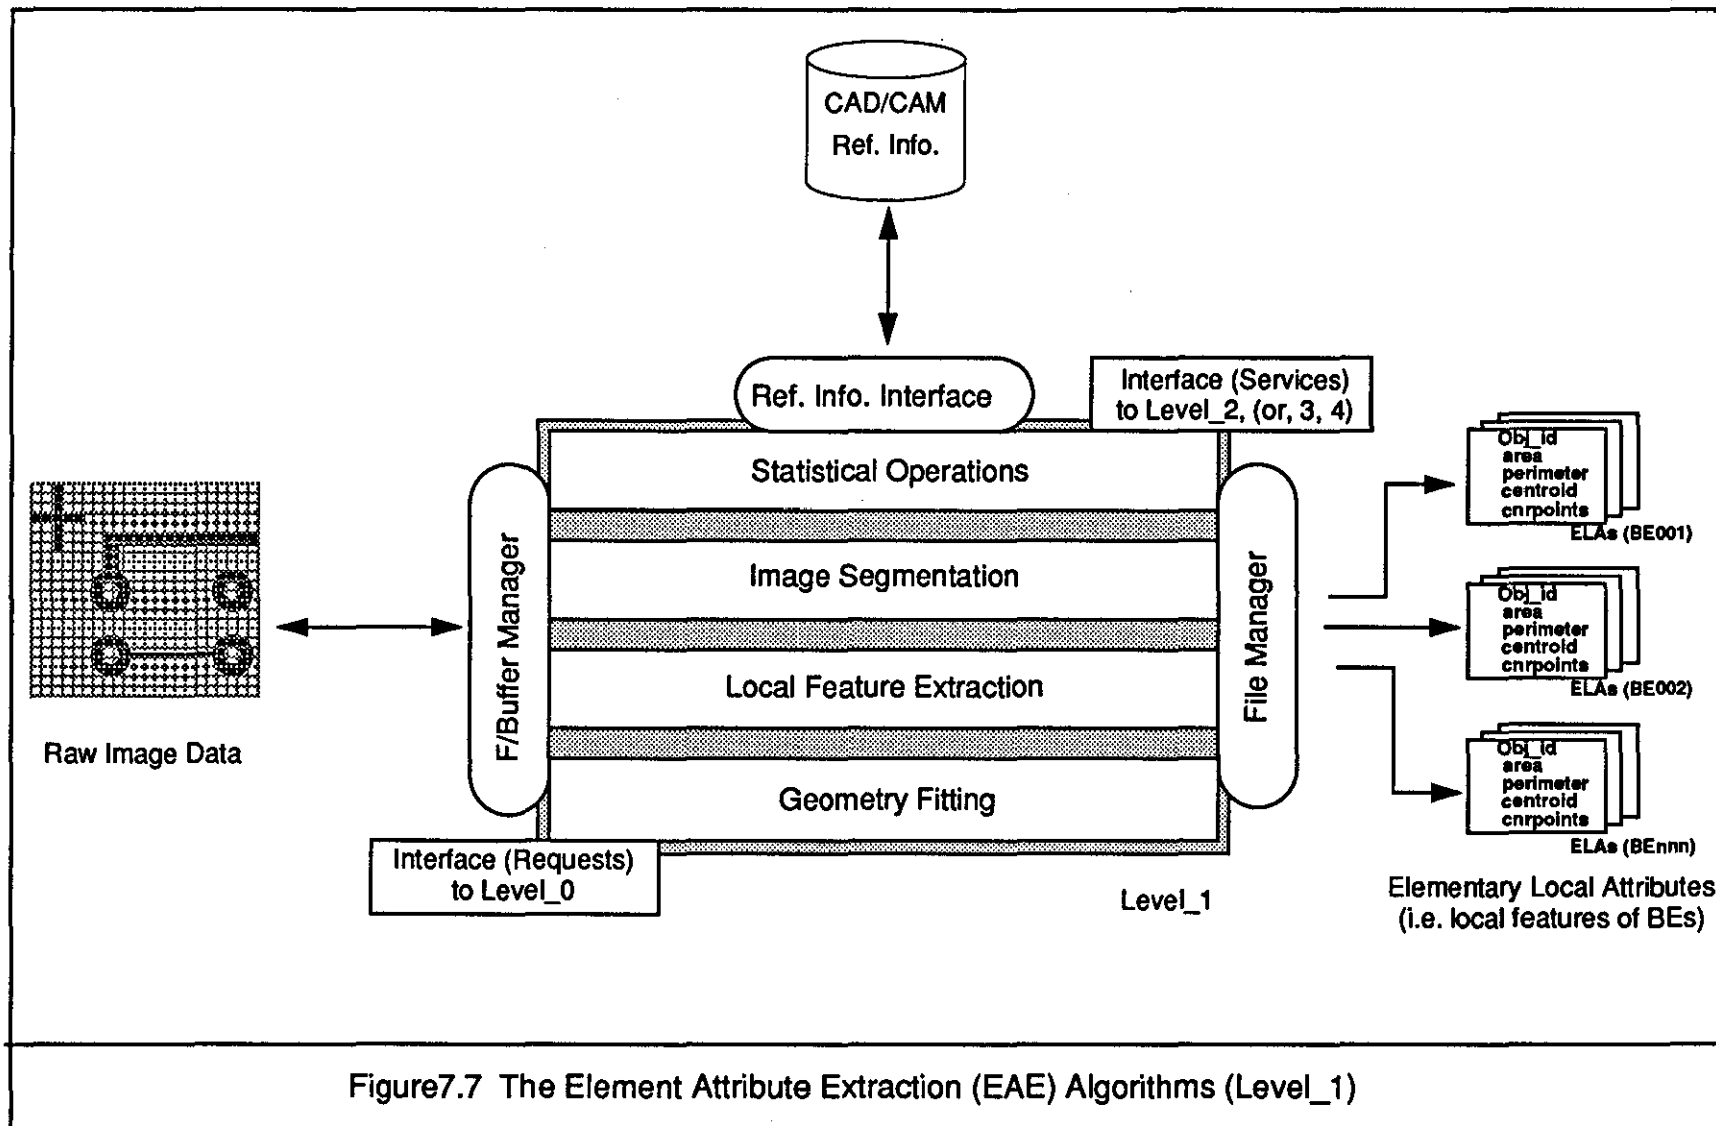 CAD/CAM
Ref. Info.
Ref. Info. Interface
Interface (Services)
to Level_2, (or, 3, 4)
Statistical Operations
Image Segmentation
Local Feature Extraction
Geometry Fitting
F/Buffer Manager
File Manager
Raw Image Data
Interface (Requests)
to Level_0
Level_1
Obj_id
area
perimeter
centroid
cnrpoints
ELAs (BE001)
Obj_id
area
perimeter
centroid
cnrpoints
ELAs (BE002)
Obj_id
area
perimeter
centroid
cnrpoints
ELAs (BEnnn)
Elementary Local Attributes
(i.e. local features of BEs)
Figure7.7 The Element Attribute Extraction (EAE) Algorithms (Level_1)